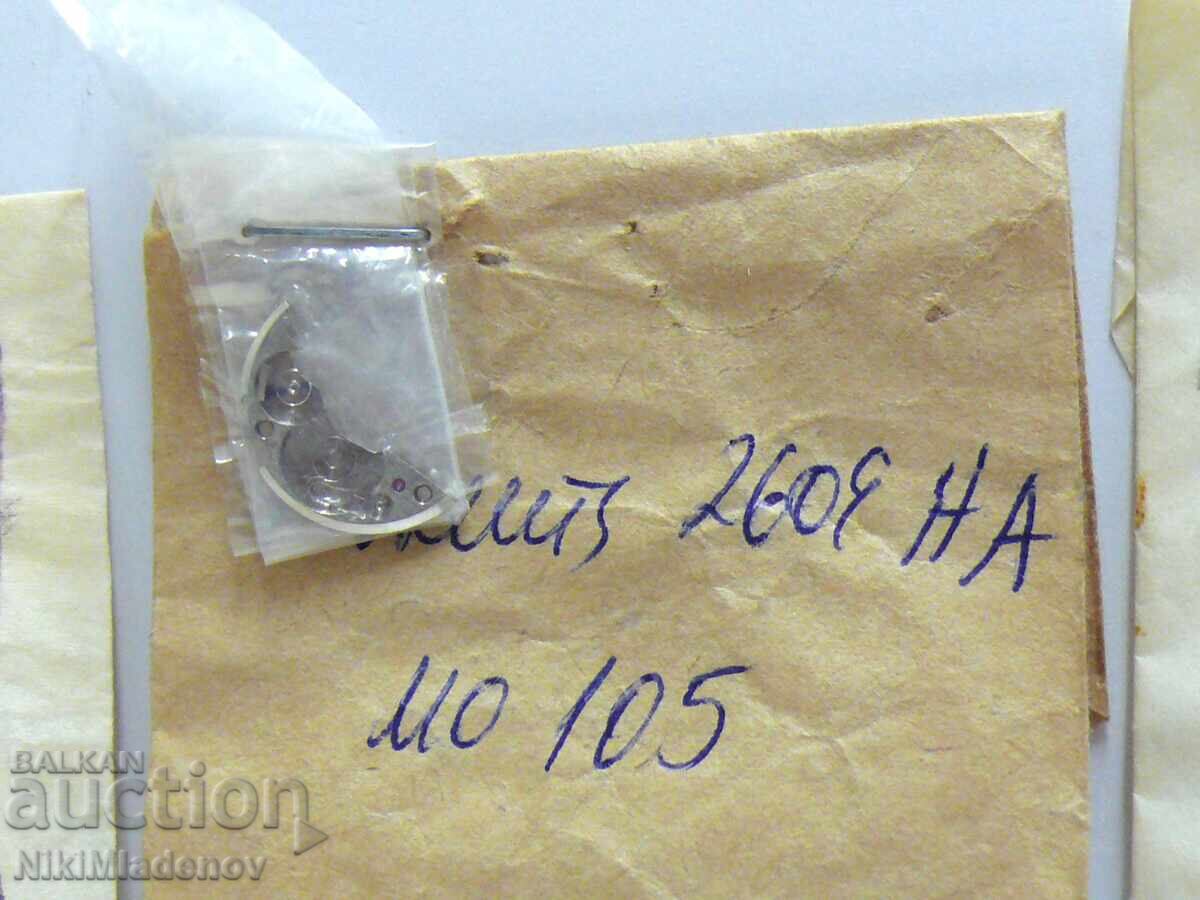 2609 НА
МО 105
BALKAN
auction
NikiMladenov